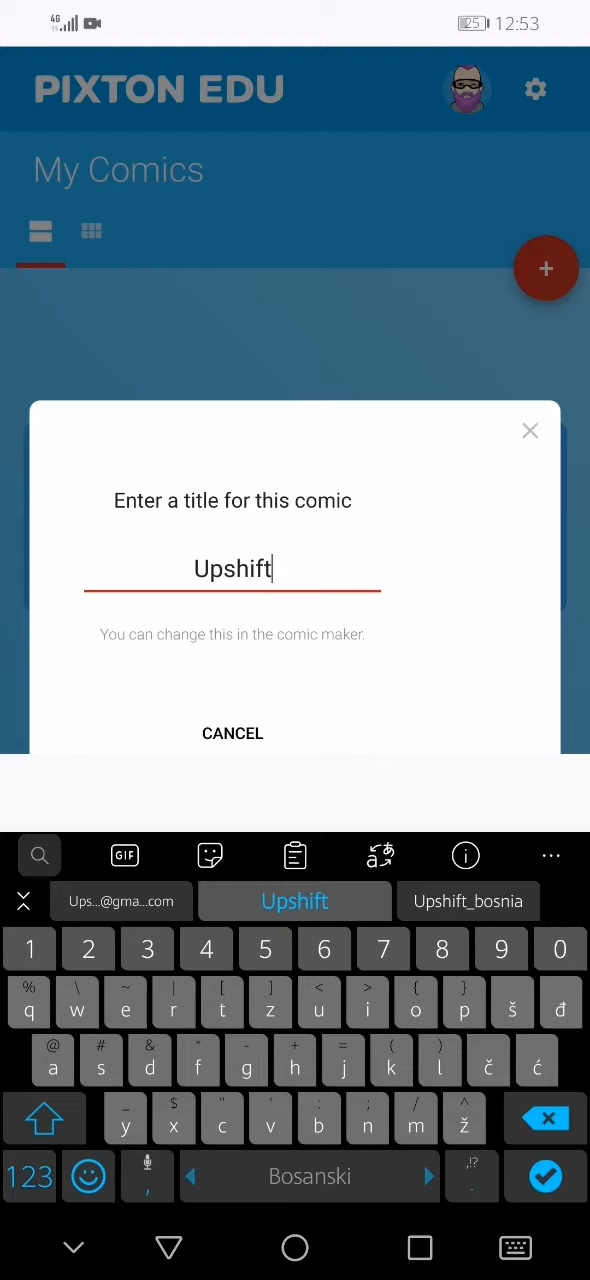 4G 25 12:53
PIXTON EDU
My Comics
+
Enter a title for this comic
Upshift
You can change this in the comic maker.
CANCEL
GIF
Ups...@gma...com Upshift Upshift_bosnia
1 2 3 4 5 6 7 8 9 0
% \ ~ | [ ] < > { }
q w e r t z u i o p š đ
@ # & * - + = ( )
a s d f g h j k l č ć
_ $ " ' : ; / ^
y x c v b n m ž
,!?
123 , Bosanski .